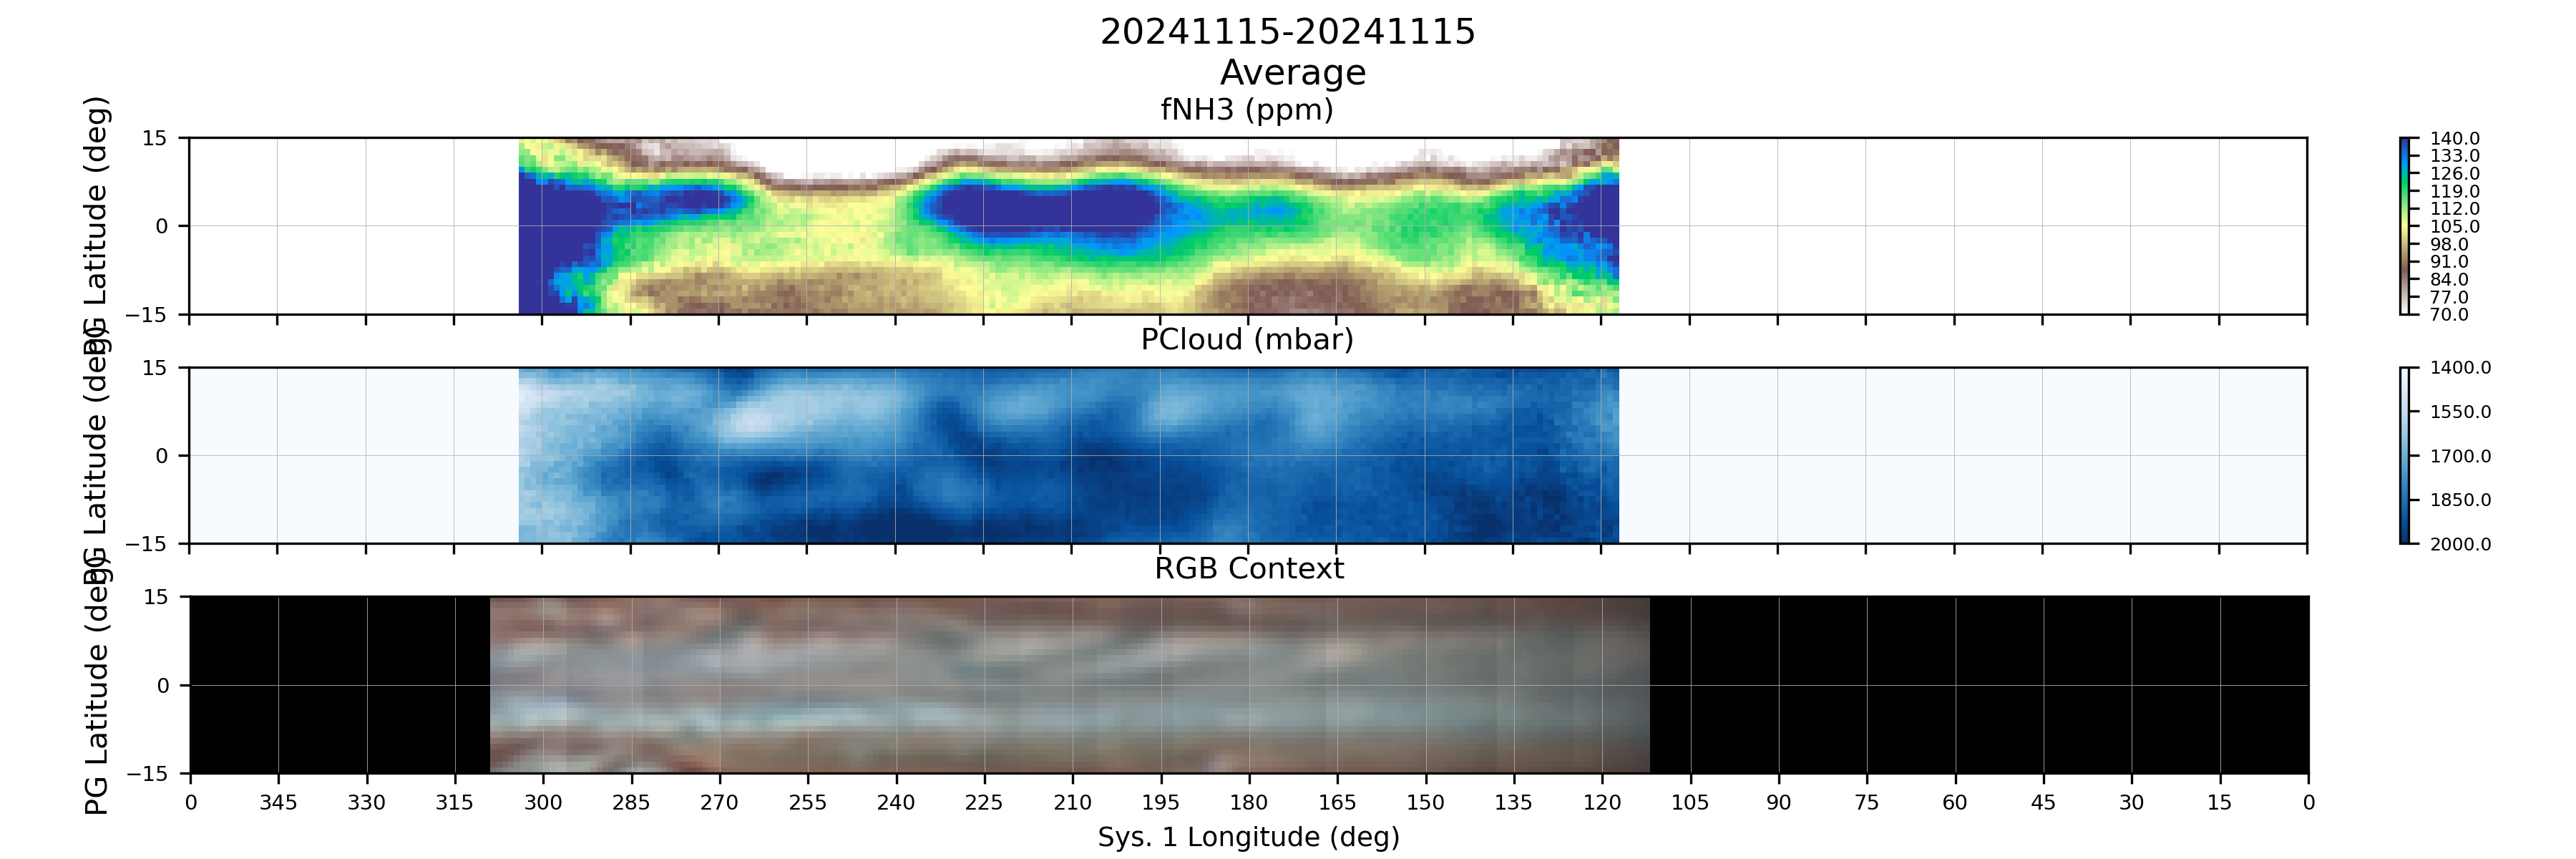 20241115-20241115
Average
fNH3 (ppm)
PG Latitude (deg)
15
0
−15
140.0
133.0
126.0
119.0
112.0
105.0
98.0
91.0
84.0
77.0
70.0
PCloud (mbar)
PG Latitude (deg)
15
0
−15
1400.0
1550.0
1700.0
1850.0
2000.0
RGB Context
PG Latitude (deg)
15
0
−15
0 345 330 315 300 285 270 255 240 225 210 195 180 165 150 135 120 105 90 75 60 45 30 15 0
Sys. 1 Longitude (deg)